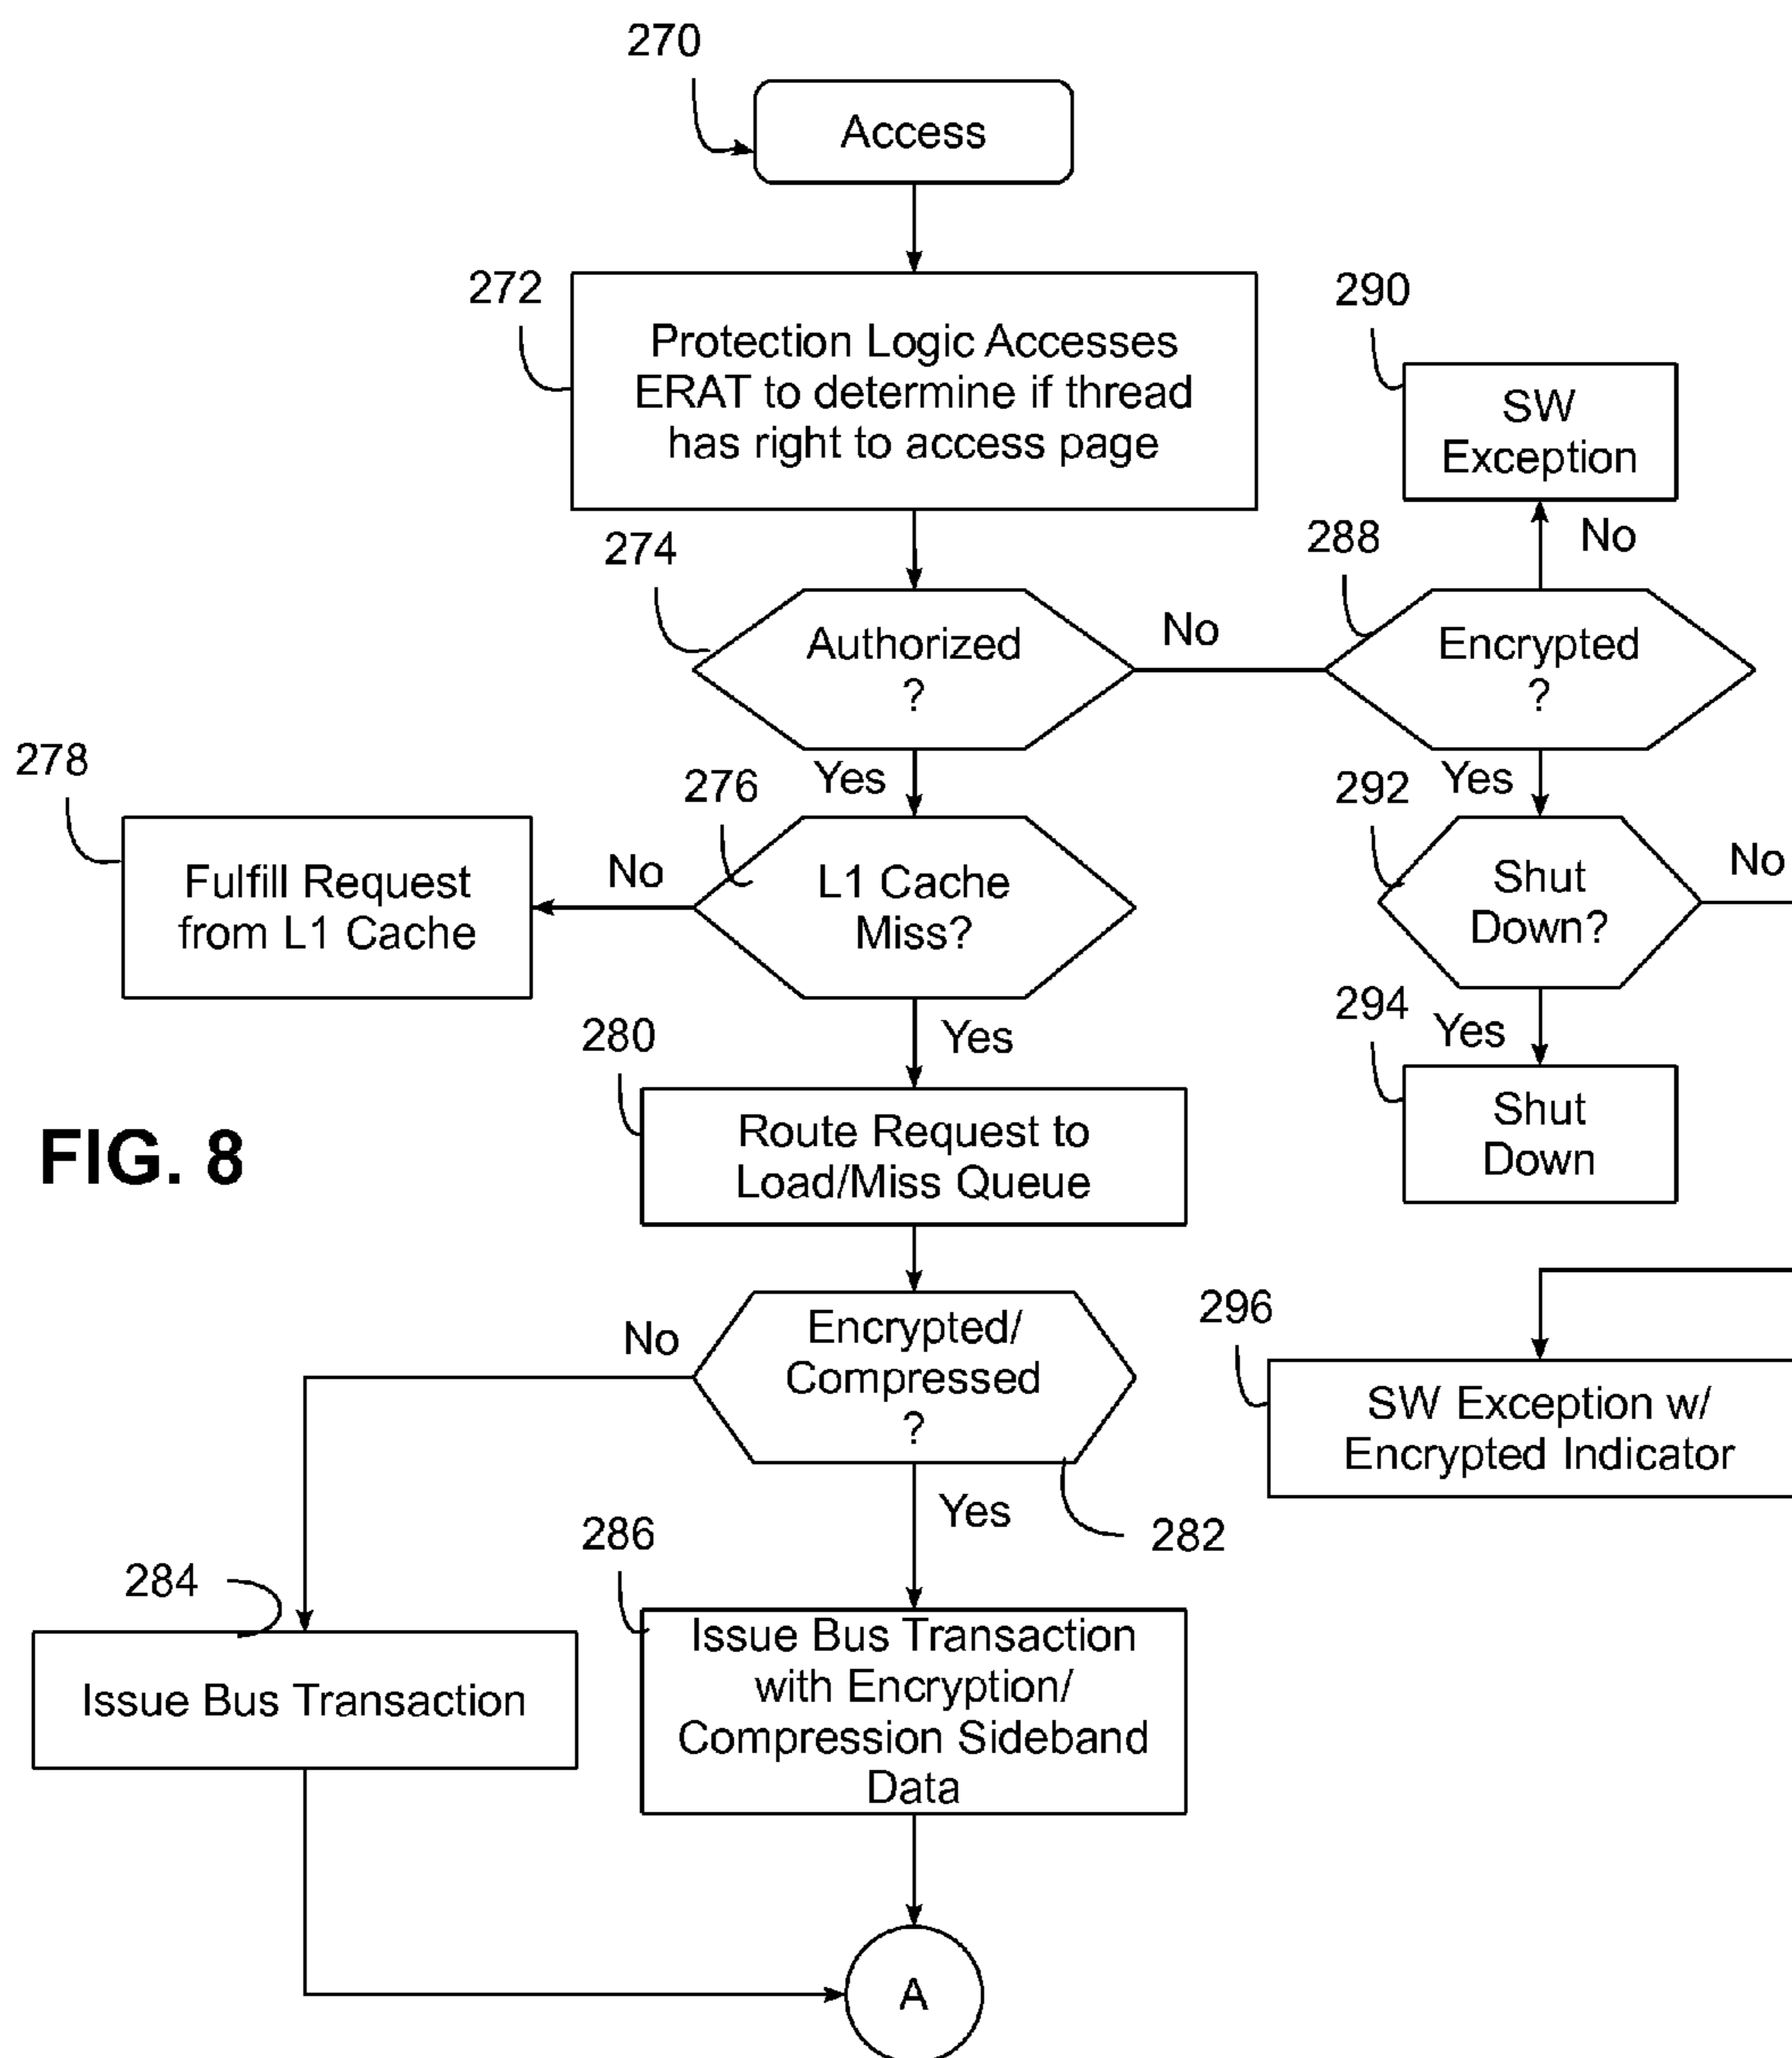 270
Access
272
Protection Logic Accesses
ERAT to determine if thread
has right to access page
290
SW
Exception
No
274
Authorized
?
No
288
Encrypted
?
Yes
276
L1 Cache
Miss?
No
278
Fulfill Request
from L1 Cache
Yes
292
Shut
Down?
No
Yes
294
Shut
Down
Yes
280
Route Request to
Load/Miss Queue
FIG. 8
Encrypted/
Compressed
?
No
282
Yes
296
SW Exception w/
Encrypted Indicator
284
Issue Bus Transaction
286
Issue Bus Transaction
with Encryption/
Compression Sideband
Data
A